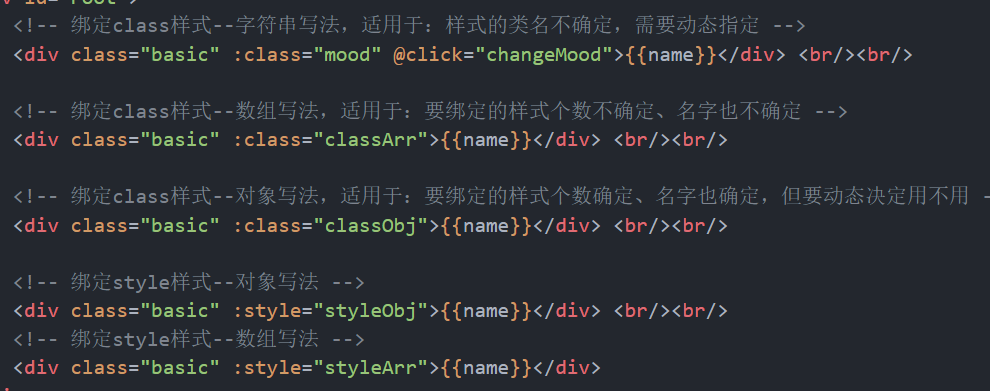 <!-- 绑定class样式--字符串写法，适用于：样式的类名不确定，需要动态指定 -->
<div class="basic" :class="mood" @click="changeMood">{{name}}</div> <br/><br/>
<!-- 绑定class样式--数组写法，适用于：要绑定的样式个数不确定、名字也不确定 -->
<div class="basic" :class="classArr">{{name}}</div> <br/><br/>
<!-- 绑定class样式--对象写法，适用于：要绑定的样式个数确定、名字也确定，但要动态决定用不用 -
<div class="basic" :class="classObj">{{name}}</div> <br/><br/>
<!-- 绑定style样式--对象写法 -->
<div class="basic" :style="styleObj">{{name}}</div> <br/><br/>
<!-- 绑定style样式--数组写法 -->
<div class="basic" :style="styleArr">{{name}}</div>